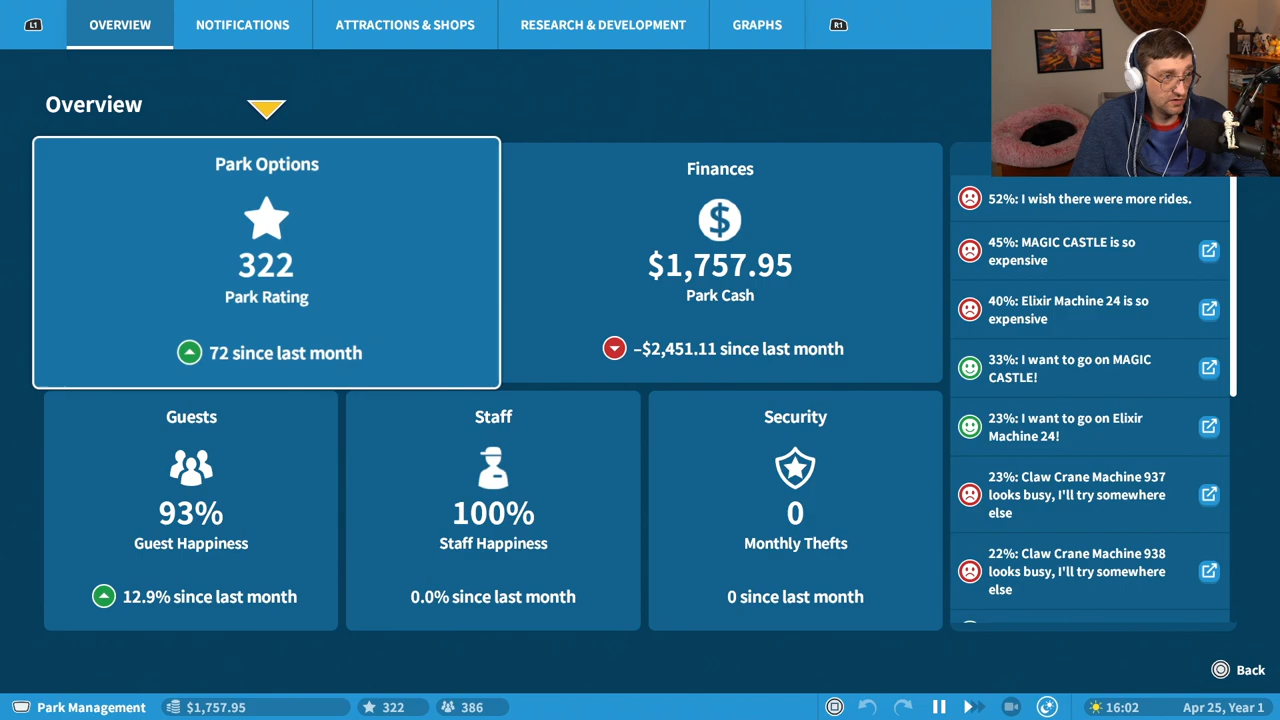 L1
OVERVIEW
NOTIFICATIONS
ATTRACTIONS & SHOPS
RESEARCH & DEVELOPMENT
GRAPHS
R1
Overview
Park Options
322
Park Rating
72 since last month
Finances
$
$1,757.95
Park Cash
–$2,451.11 since last month
Guests
93%
Guest Happiness
12.9% since last month
Staff
100%
Staff Happiness
0.0% since last month
Security
0
Monthly Thefts
0 since last month
52%: I wish there were more rides.
45%: MAGIC CASTLE is so
expensive
40%: Elixir Machine 24 is so
expensive
33%: I want to go on MAGIC
CASTLE!
23%: I want to go on Elixir
Machine 24!
23%: Claw Crane Machine 937
looks busy, I'll try somewhere
else
22%: Claw Crane Machine 938
looks busy, I'll try somewhere
else
Back
Park Management
$1,757.95
322
386
16:02
Apr 25, Year 1